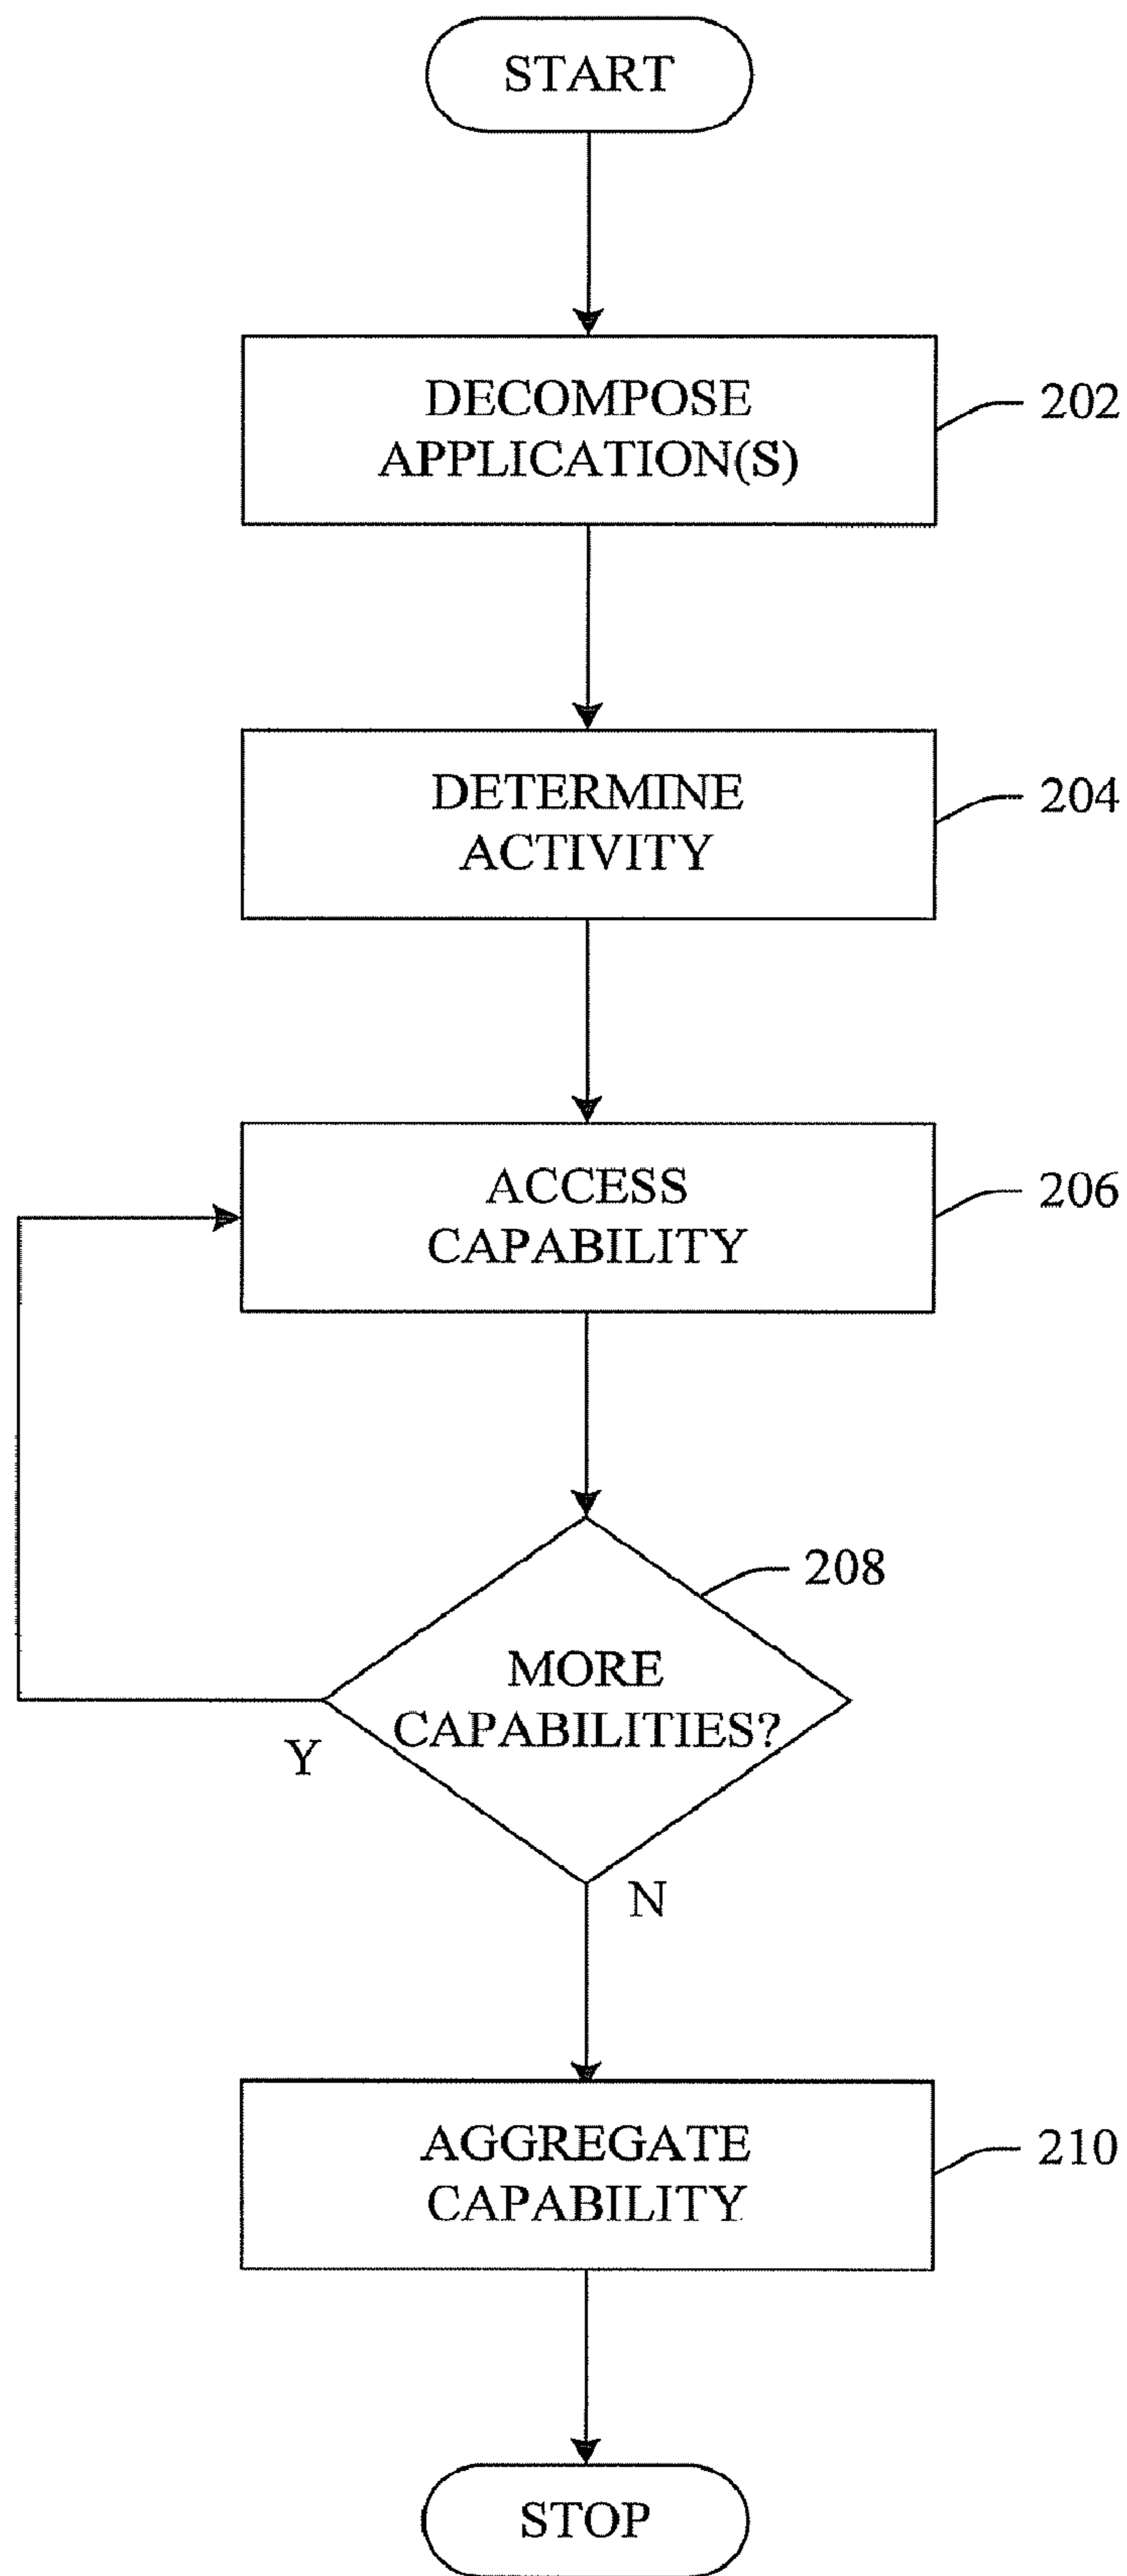 START
DECOMPOSE
APPLICATION(S)
202
DETERMINE
ACTIVITY
204
ACCESS
CAPABILITY
206
208
MORE
CAPABILITIES?
Y
N
AGGREGATE
CAPABILITY
210
STOP